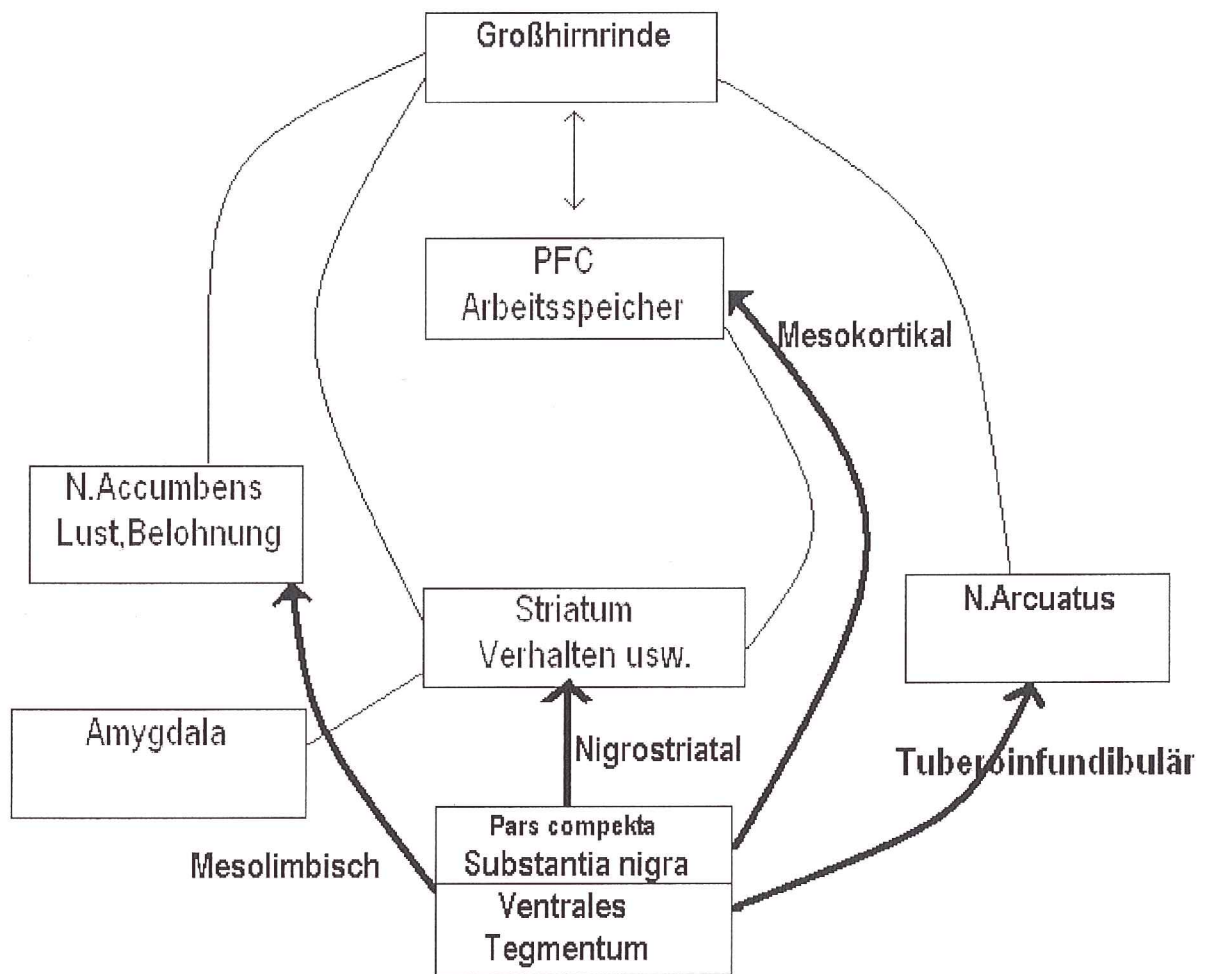 Großhirnrinde
PFC
Arbeitsspeicher
Mesokortikal
N.Accumbens
Lust,Belohnung
Striatum
Verhalten usw.
N.Arcuatus
Amygdala
Nigrostriatal
Tuberoinfundibulär
Mesolimbisch
Pars compekta
Substantia nigra
Ventrales
Tegmentum